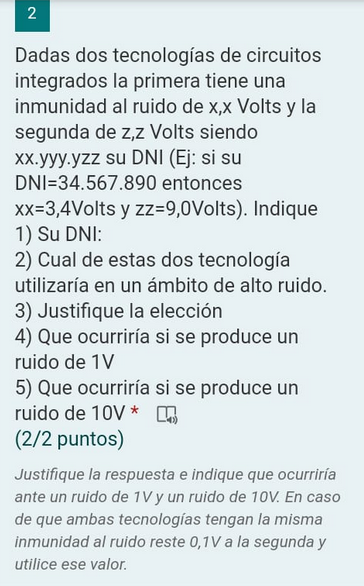 2
Dadas dos tecnologías de circuitos
integrados la primera tiene una
inmunidad al ruido de x,x Volts y la
segunda de z,z Volts siendo
xx.yyy.yzz su DNI (Ej: si su
DNI=34.567.890 entonces
xx=3,4Volts y zz=9,0Volts). Indique
1) Su DNI:
2) Cual de estas dos tecnología
utilizaría en un ámbito de alto ruido.
3) Justifique la elección
4) Que ocurriría si se produce un
ruido de 1V
5) Que ocurriría si se produce un
ruido de 10V *
(2/2 puntos)
Justifique la respuesta e indique que ocurriría
ante un ruido de 1V y un ruido de 10V. En caso
de que ambas tecnologías tengan la misma
inmunidad al ruido reste 0,1V a la segunda y
utilice ese valor.